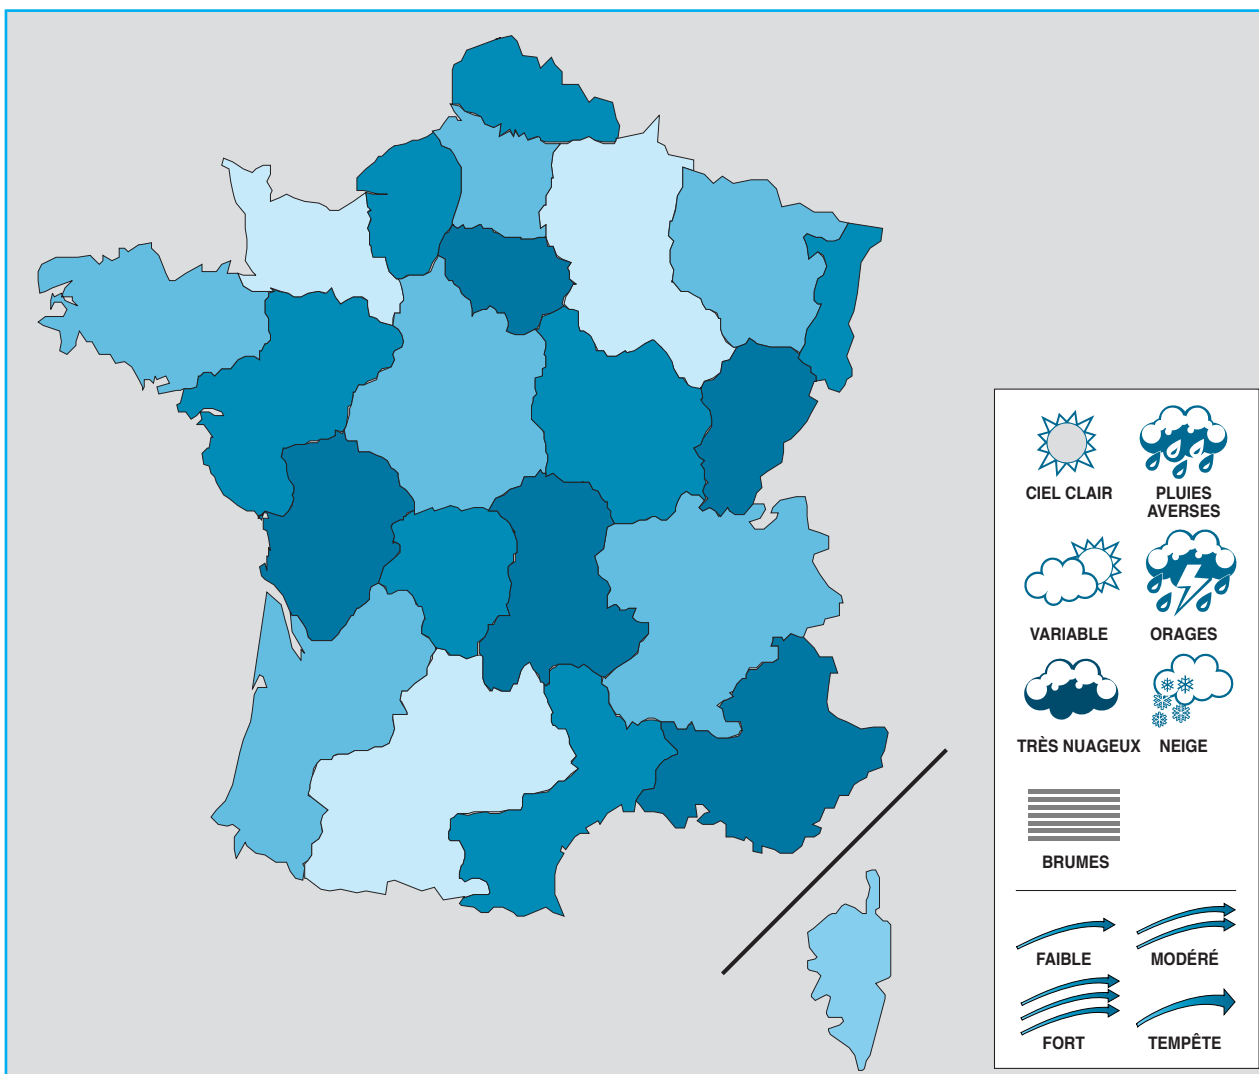 CIEL CLAIR
PLUIES
AVERSES
VARIABLE
ORAGES
TRÈS NUAGEUX
NEIGE
BRUMES
FAIBLE
MODÉRÉ
FORT
TEMPÊTE